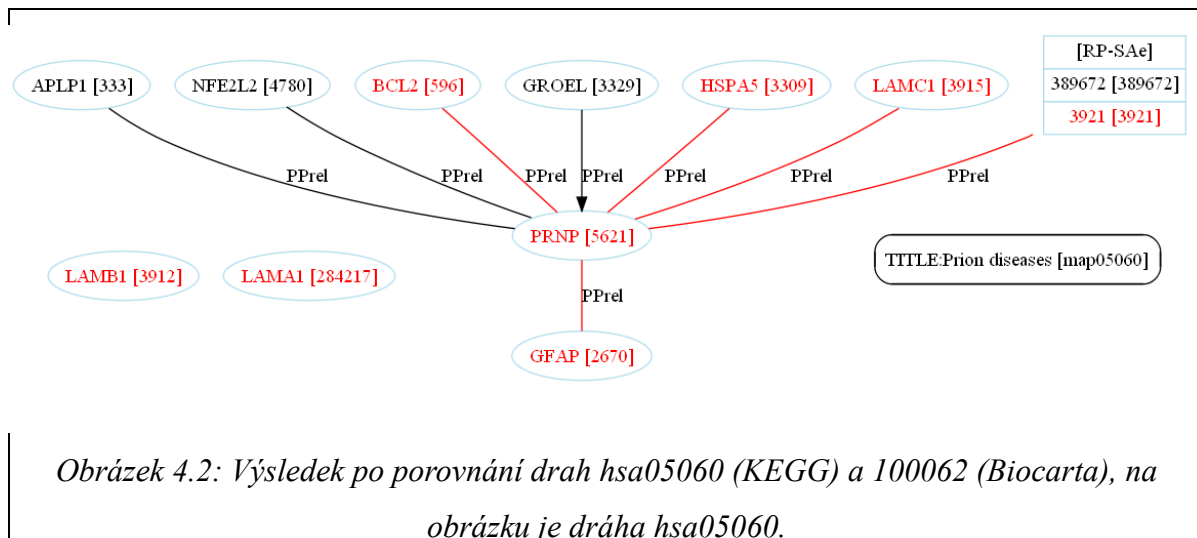 [RP-SAe]
APLP1 [333] NFE2L2 [4780] BCL2 [596] GROEL [3329] HSPA5 [3309] LAMC1 [3915] 389672 [389672]
3921 [3921]
PPrel PPrel PPrel PPrel PPrel PPrel PPrel
PRNP [5621]
LAMB1 [3912] LAMA1 [284217] TITLE:Prion diseases [map05060]
PPrel
GFAP [2670]
Obrázek 4.2: Výsledek po porovnání drah hsa05060 (KEGG) a 100062 (Biocarta), na
obrázku je dráha hsa05060.